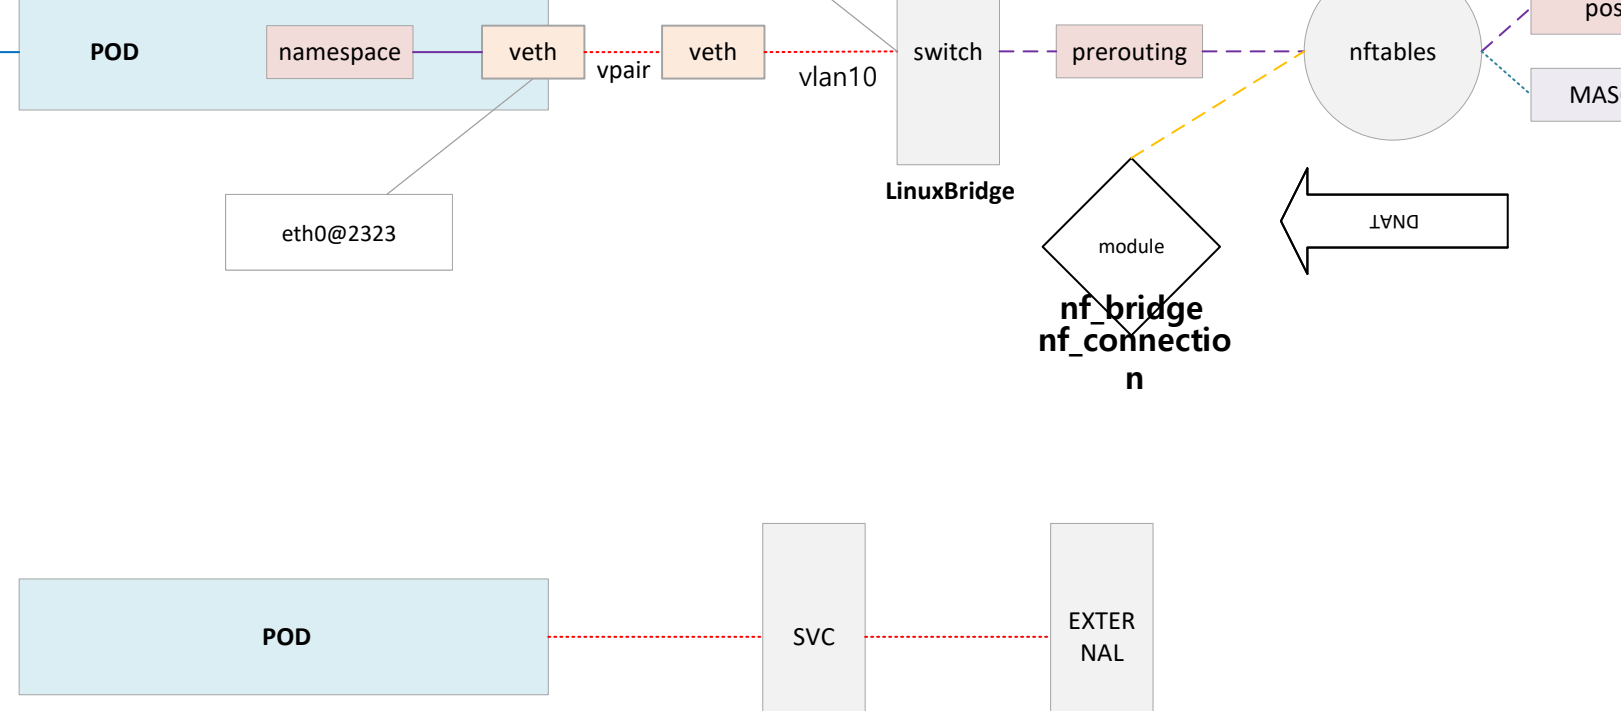 pos
POD
namespace
veth
vpair
veth
vlan10
switch
prerouting
nftables
MAS
LinuxBridge
DNAT
eth0@2323
module
nf_bridge
nf_connectio
n
POD
SVC
EXTER
NAL